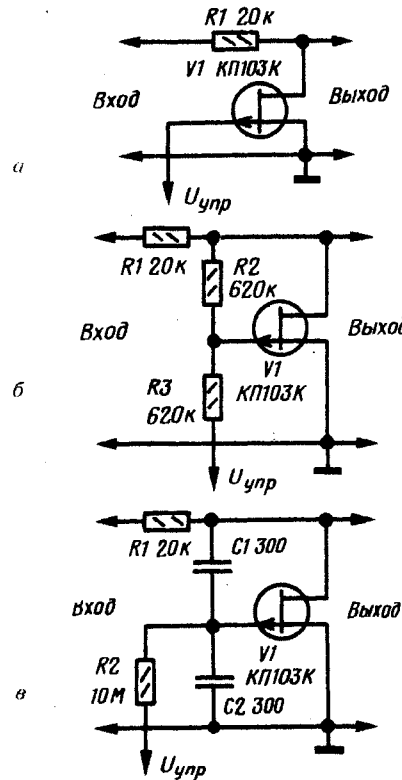 R1 20к
V1 КП103К
Вход
Выход
а
Uупр
R1 20к
R2
620к
Вход
Выход
V1
КП103К
б
R3
620к
Uупр
R1 20к
C1 300
Вход
Выход
V1
КП103К
R2
10М
в
C2 300
Uупр